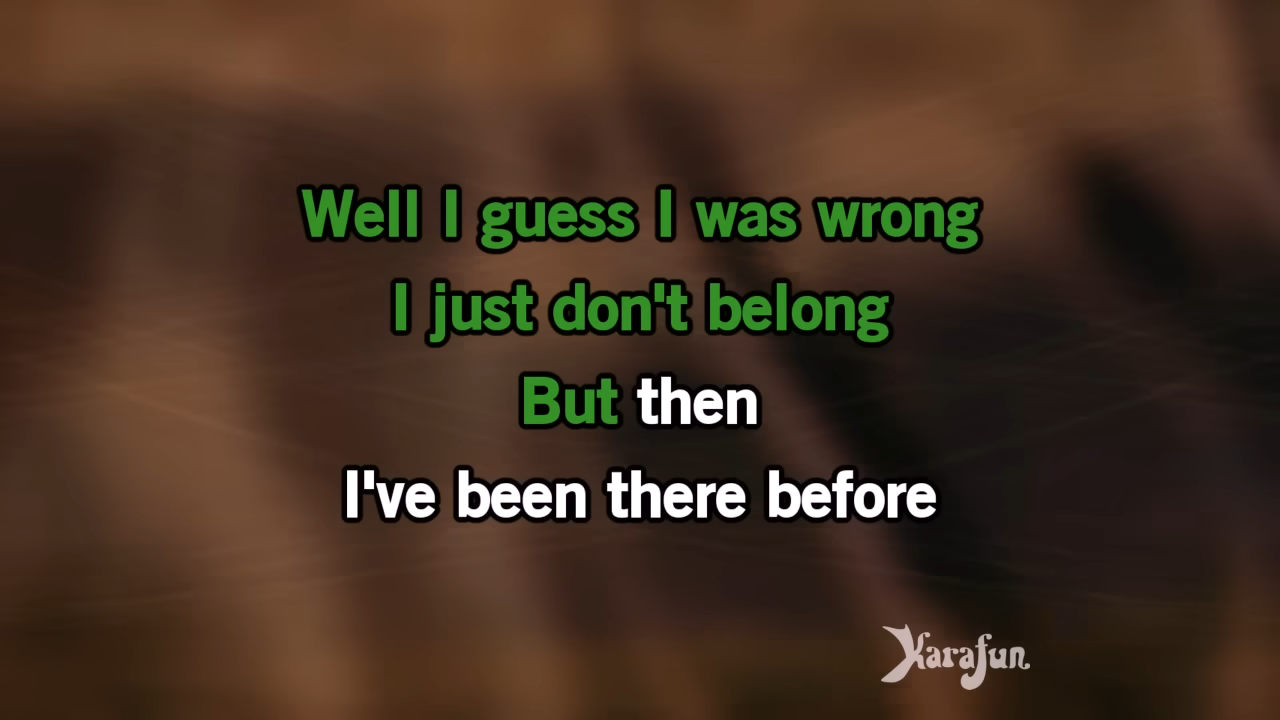 Well I guess I was wrong
I just don't belong
But then
I've been there before
Karafun